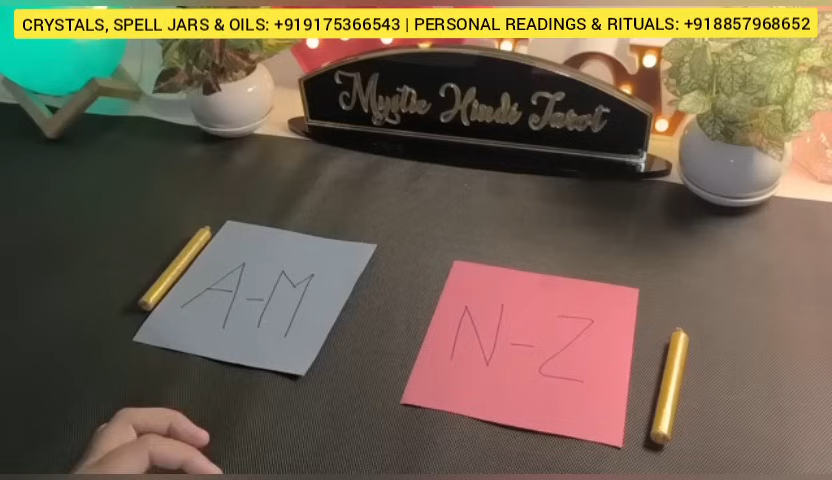 CRYSTALS, SPELL JARS & OILS: +919175366543 | PERSONAL READINGS & RITUALS: +918857968652
Mystic Hindi Tarot
A-M
N-Z